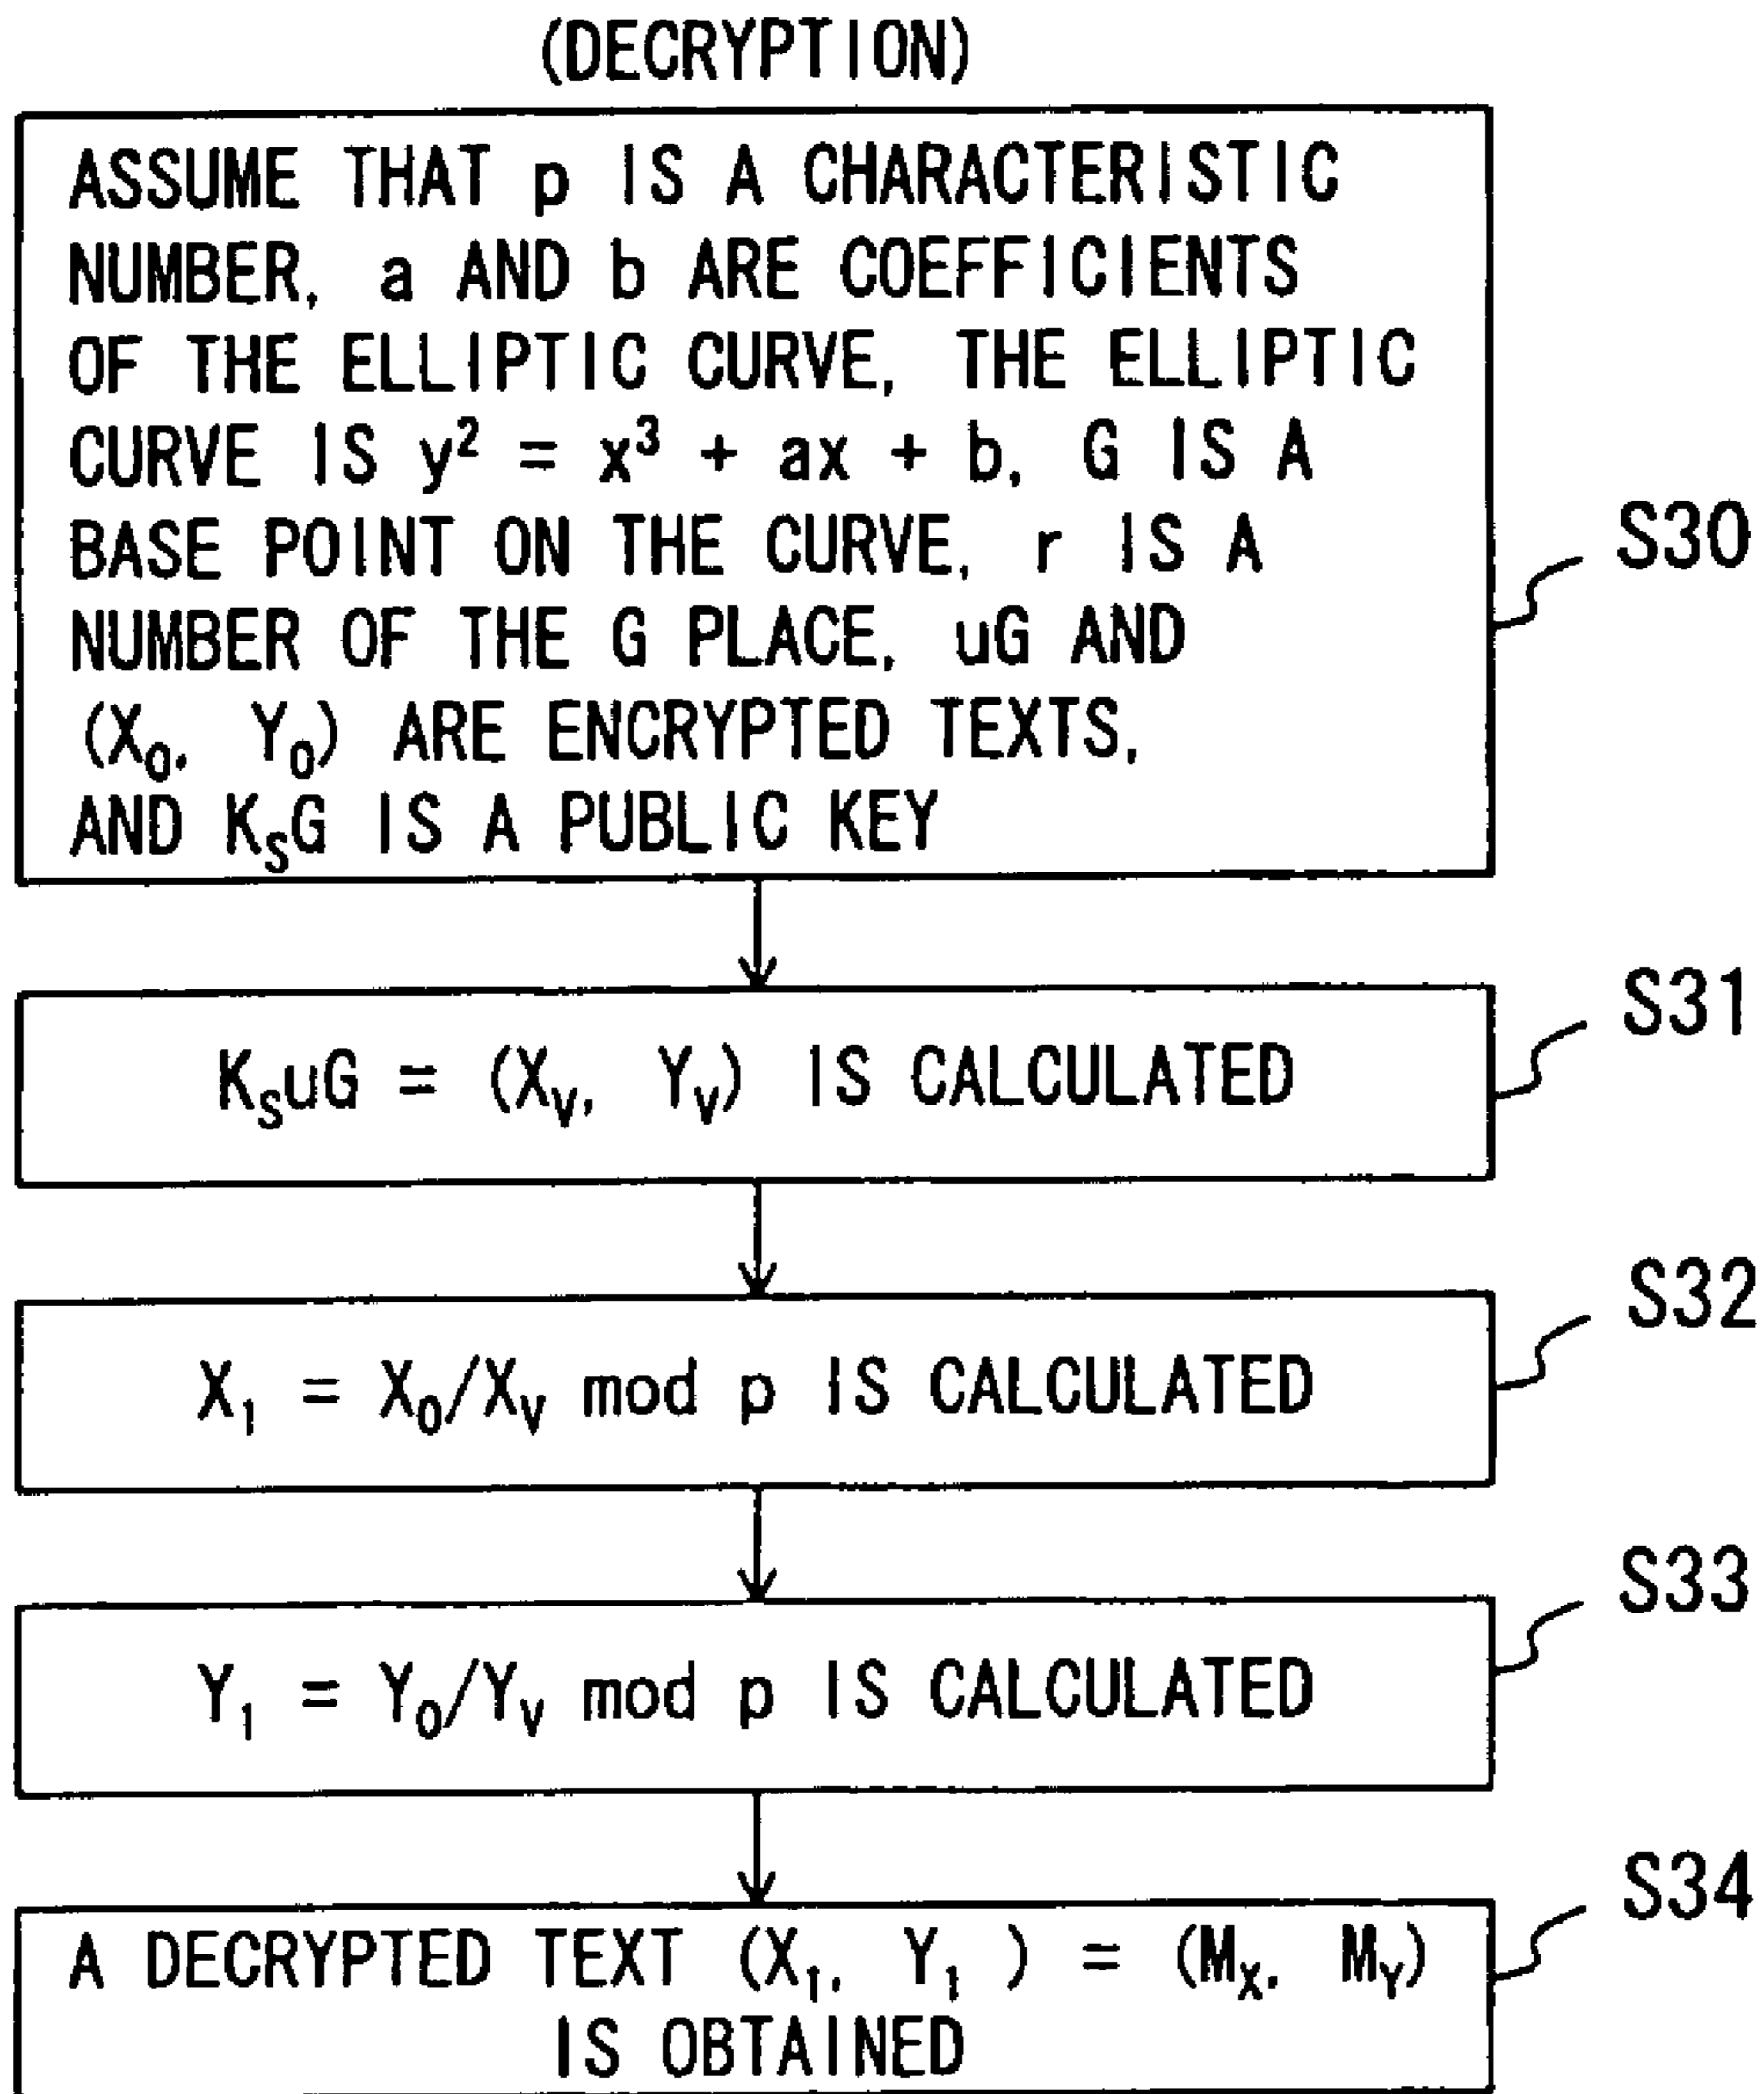 (DECRYPTION)
ASSUME THAT p IS A CHARACTERISTIC
NUMBER, a AND b ARE COEFFICIENTS
OF THE ELLIPTIC CURVE, THE ELLIPTIC
CURVE IS y² = x³ + ax + b, G IS A
BASE POINT ON THE CURVE, r IS A
NUMBER OF THE G PLACE, uG AND
(X₀, Y₀) ARE ENCRYPTED TEXTS,
AND KₛG IS A PUBLIC KEY
S30
KₛuG = (Xᵥ, Yᵥ) IS CALCULATED
S31
X₁ = X₀/Xᵥ mod p IS CALCULATED
S32
Y₁ = Y₀/Yᵥ mod p IS CALCULATED
S33
A DECRYPTED TEXT (X₁, Y₁ ) = (M_X, M_Y)
IS OBTAINED
S34